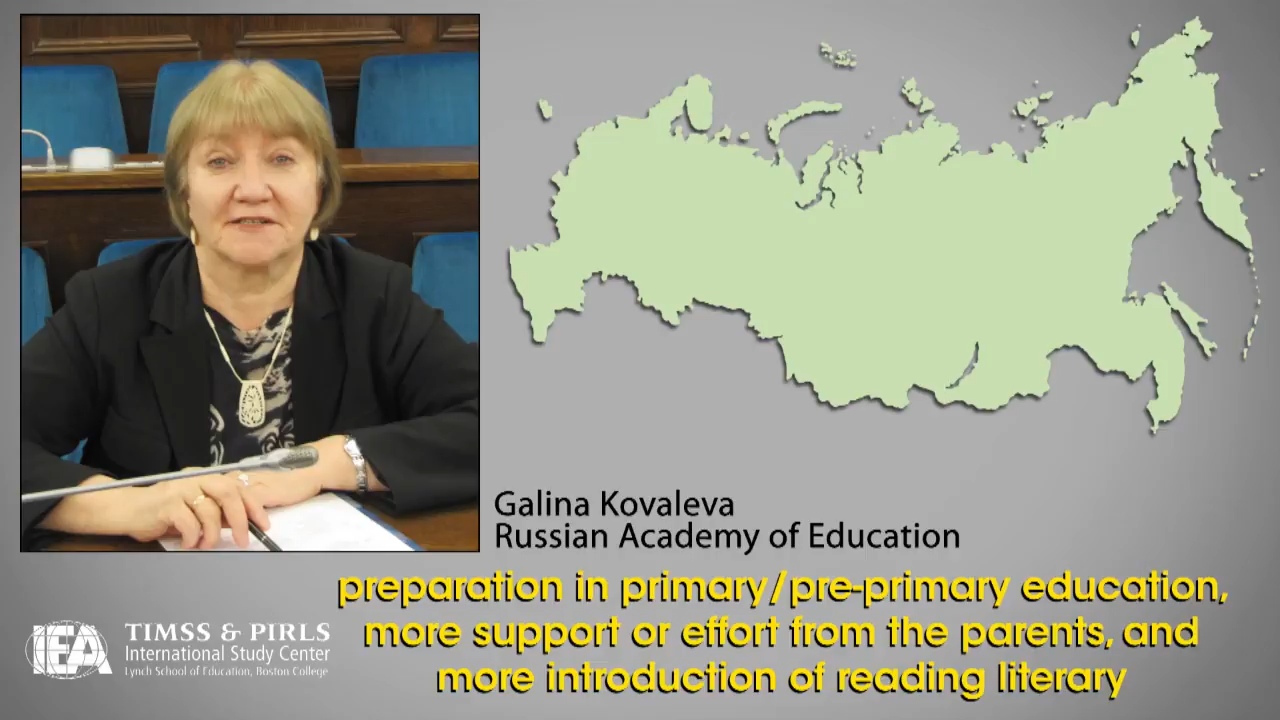 Galina Kovaleva
Russian Academy of Education
preparation in primary/pre-primary education,
more support or effort from the parents, and
more introduction of reading literary
IEA
TIMSS & PIRLS
International Study Center
Lynch School of Education, Boston College